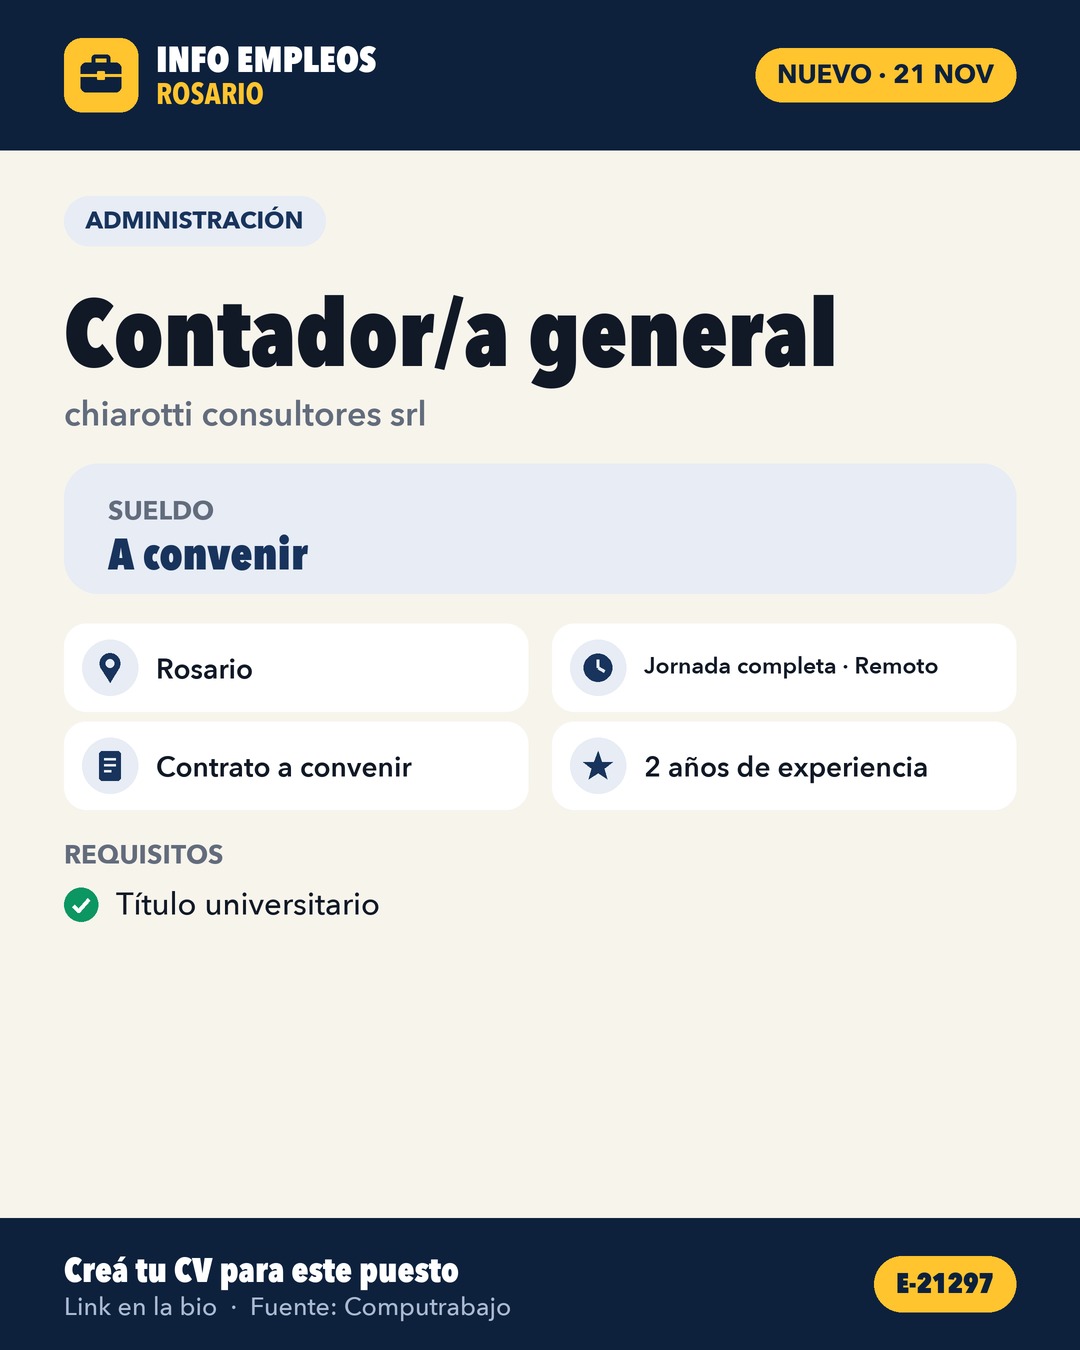 INFO EMPLEOS
ROSARIO
NUEVO · 21 NOV
ADMINISTRACIÓN
Contador/a general
chiarotti consultores srl
SUELDO
A convenir
Rosario
Jornada completa · Remoto
Contrato a convenir
2 años de experiencia
REQUISITOS
Título universitario
Creá tu CV para este puesto
Link en la bio · Fuente: Computrabajo
E-21297